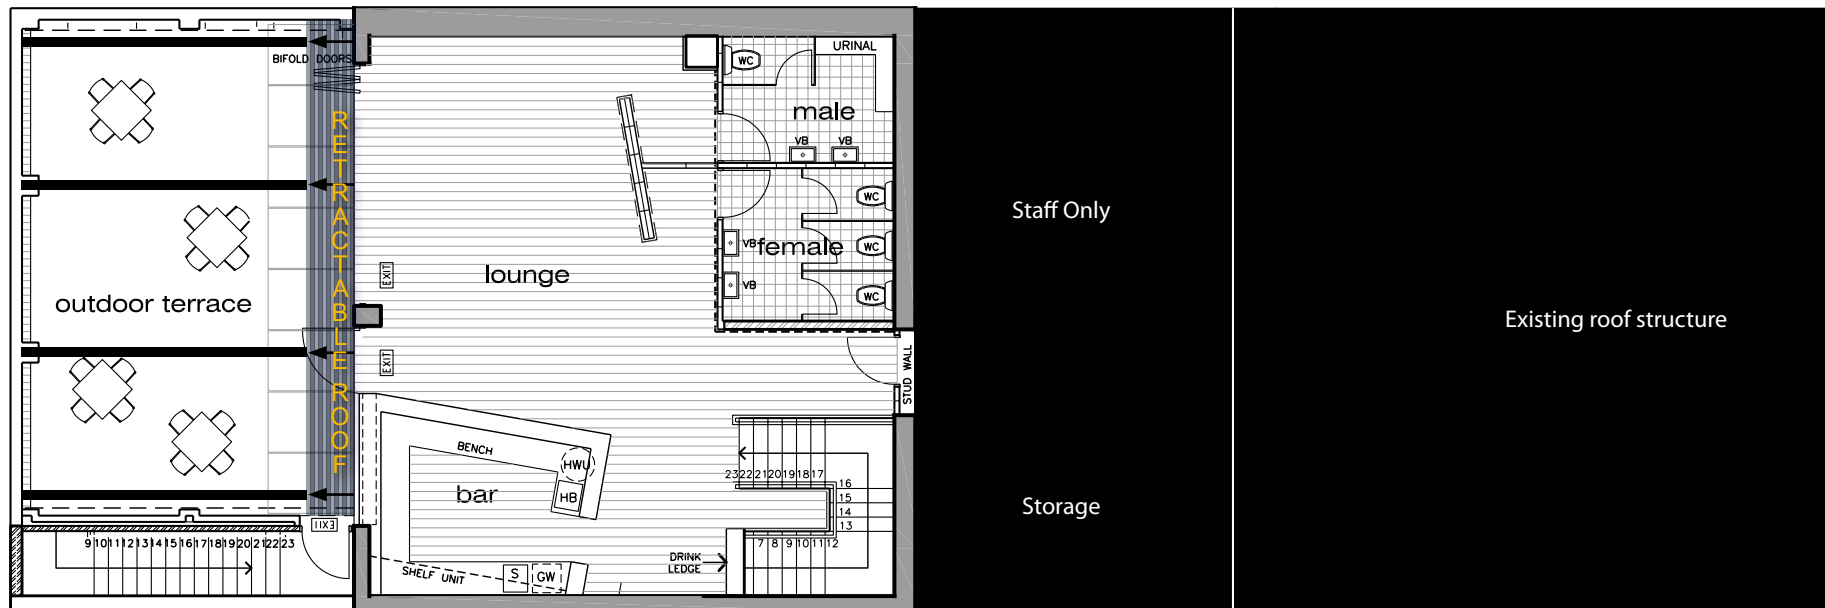 BIFOLD DOORS
WC
URINAL
male
VB
VB
RETRACTABLE ROOF
WC
Staff Only
VB
female
WC
EXIT
lounge
VB
WC
outdoor terrace
Existing roof structure
EXIT
STUD WALL
BENCH
HWU
bar
HB
23 22 21 20 19 18 17
16
15
14
13
Storage
7 8 9 10 11 12
EXIT
9 10 11 12 13 14 15 16 17 18 19 20 21 22 23
DRINK
LEDGE
SHELF UNIT
S
GW